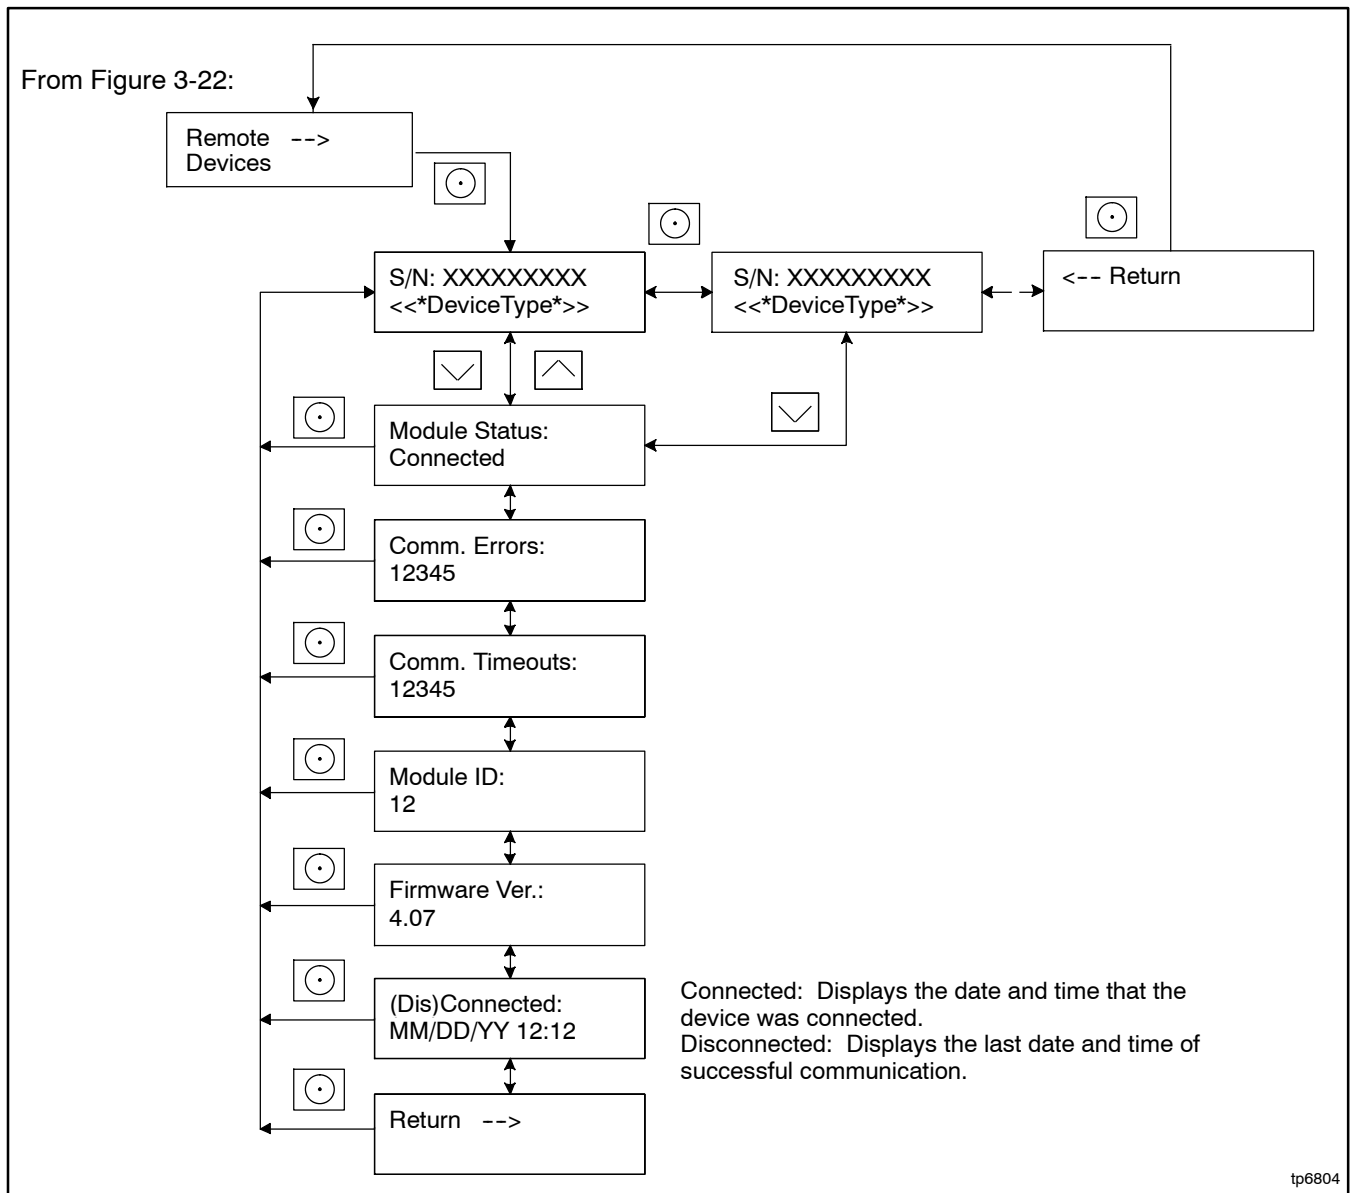 From Figure 3-22:
Remote -->
Devices
S/N: XXXXXXXXX
<<*DeviceType*>>
S/N: XXXXXXXXX
<<*DeviceType*>>
<-- Return
Module Status:
Connected
Comm. Errors:
12345
Comm. Timeouts:
12345
Module ID:
12
Firmware Ver.:
4.07
(Dis)Connected:
MM/DD/YY 12:12
Connected: Displays the date and time that the
device was connected.
Disconnected: Displays the last date and time of
successful communication.
Return -->
tp6804